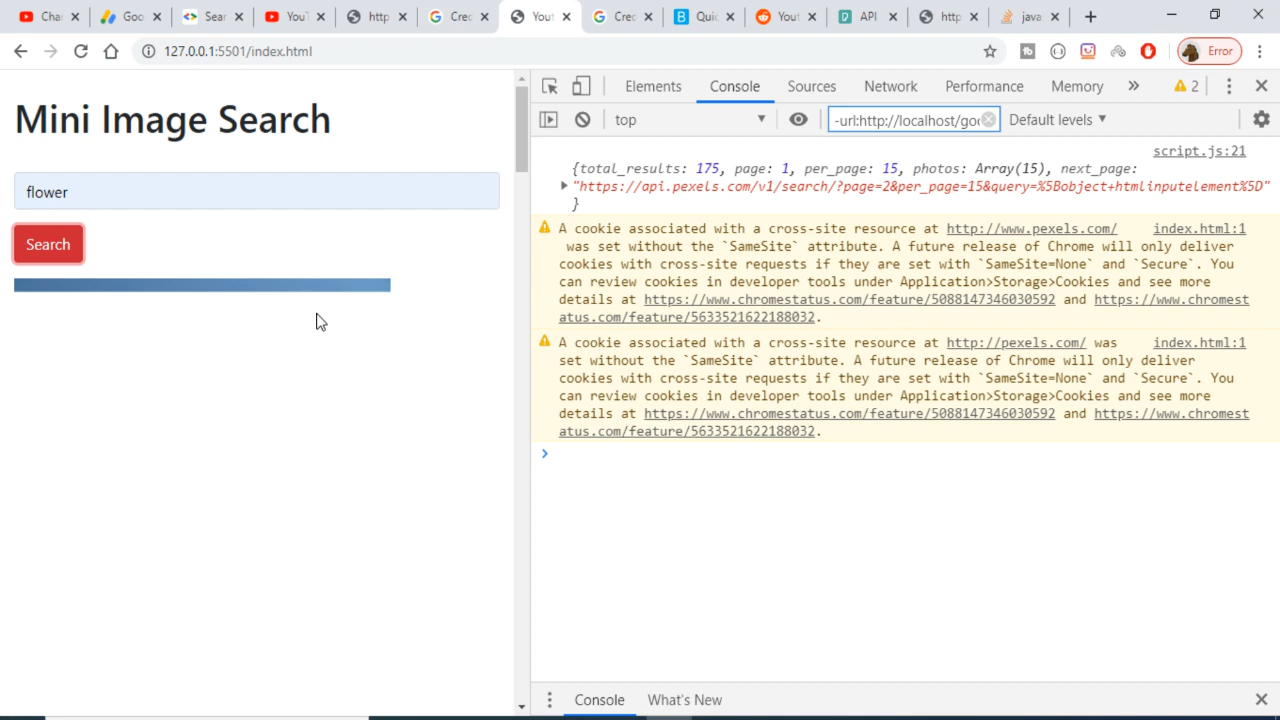 Cha
Goo
Sear
YouT
http
Crec
Yout
Crec
Quic
Yout
API
http
java
127.0.0.1:5501/index.html
Error
Mini Image Search
flower
Search
Elements Console Sources Network Performance Memory » 2
top -url:http://localhost/goo Default levels ▼
script.js:21
{total_results: 175, page: 1, per_page: 15, photos: Array(15), next_page:
"https://api.pexels.com/v1/search/?page=2&per_page=15&query=%5Bobject+htmlinputelement%5D"
}
A cookie associated with a cross-site resource at http://www.pexels.com/ index.html:1
was set without the `SameSite` attribute. A future release of Chrome will only deliver
cookies with cross-site requests if they are set with `SameSite=None` and `Secure`. You
can review cookies in developer tools under Application>Storage>Cookies and see more
details at https://www.chromestatus.com/feature/5088147346030592 and https://www.chromest
atus.com/feature/5633521622188032.
A cookie associated with a cross-site resource at http://pexels.com/ was index.html:1
set without the `SameSite` attribute. A future release of Chrome will only deliver
cookies with cross-site requests if they are set with `SameSite=None` and `Secure`. You
can review cookies in developer tools under Application>Storage>Cookies and see more
details at https://www.chromestatus.com/feature/5088147346030592 and https://www.chromest
atus.com/feature/5633521622188032.
Console What's New